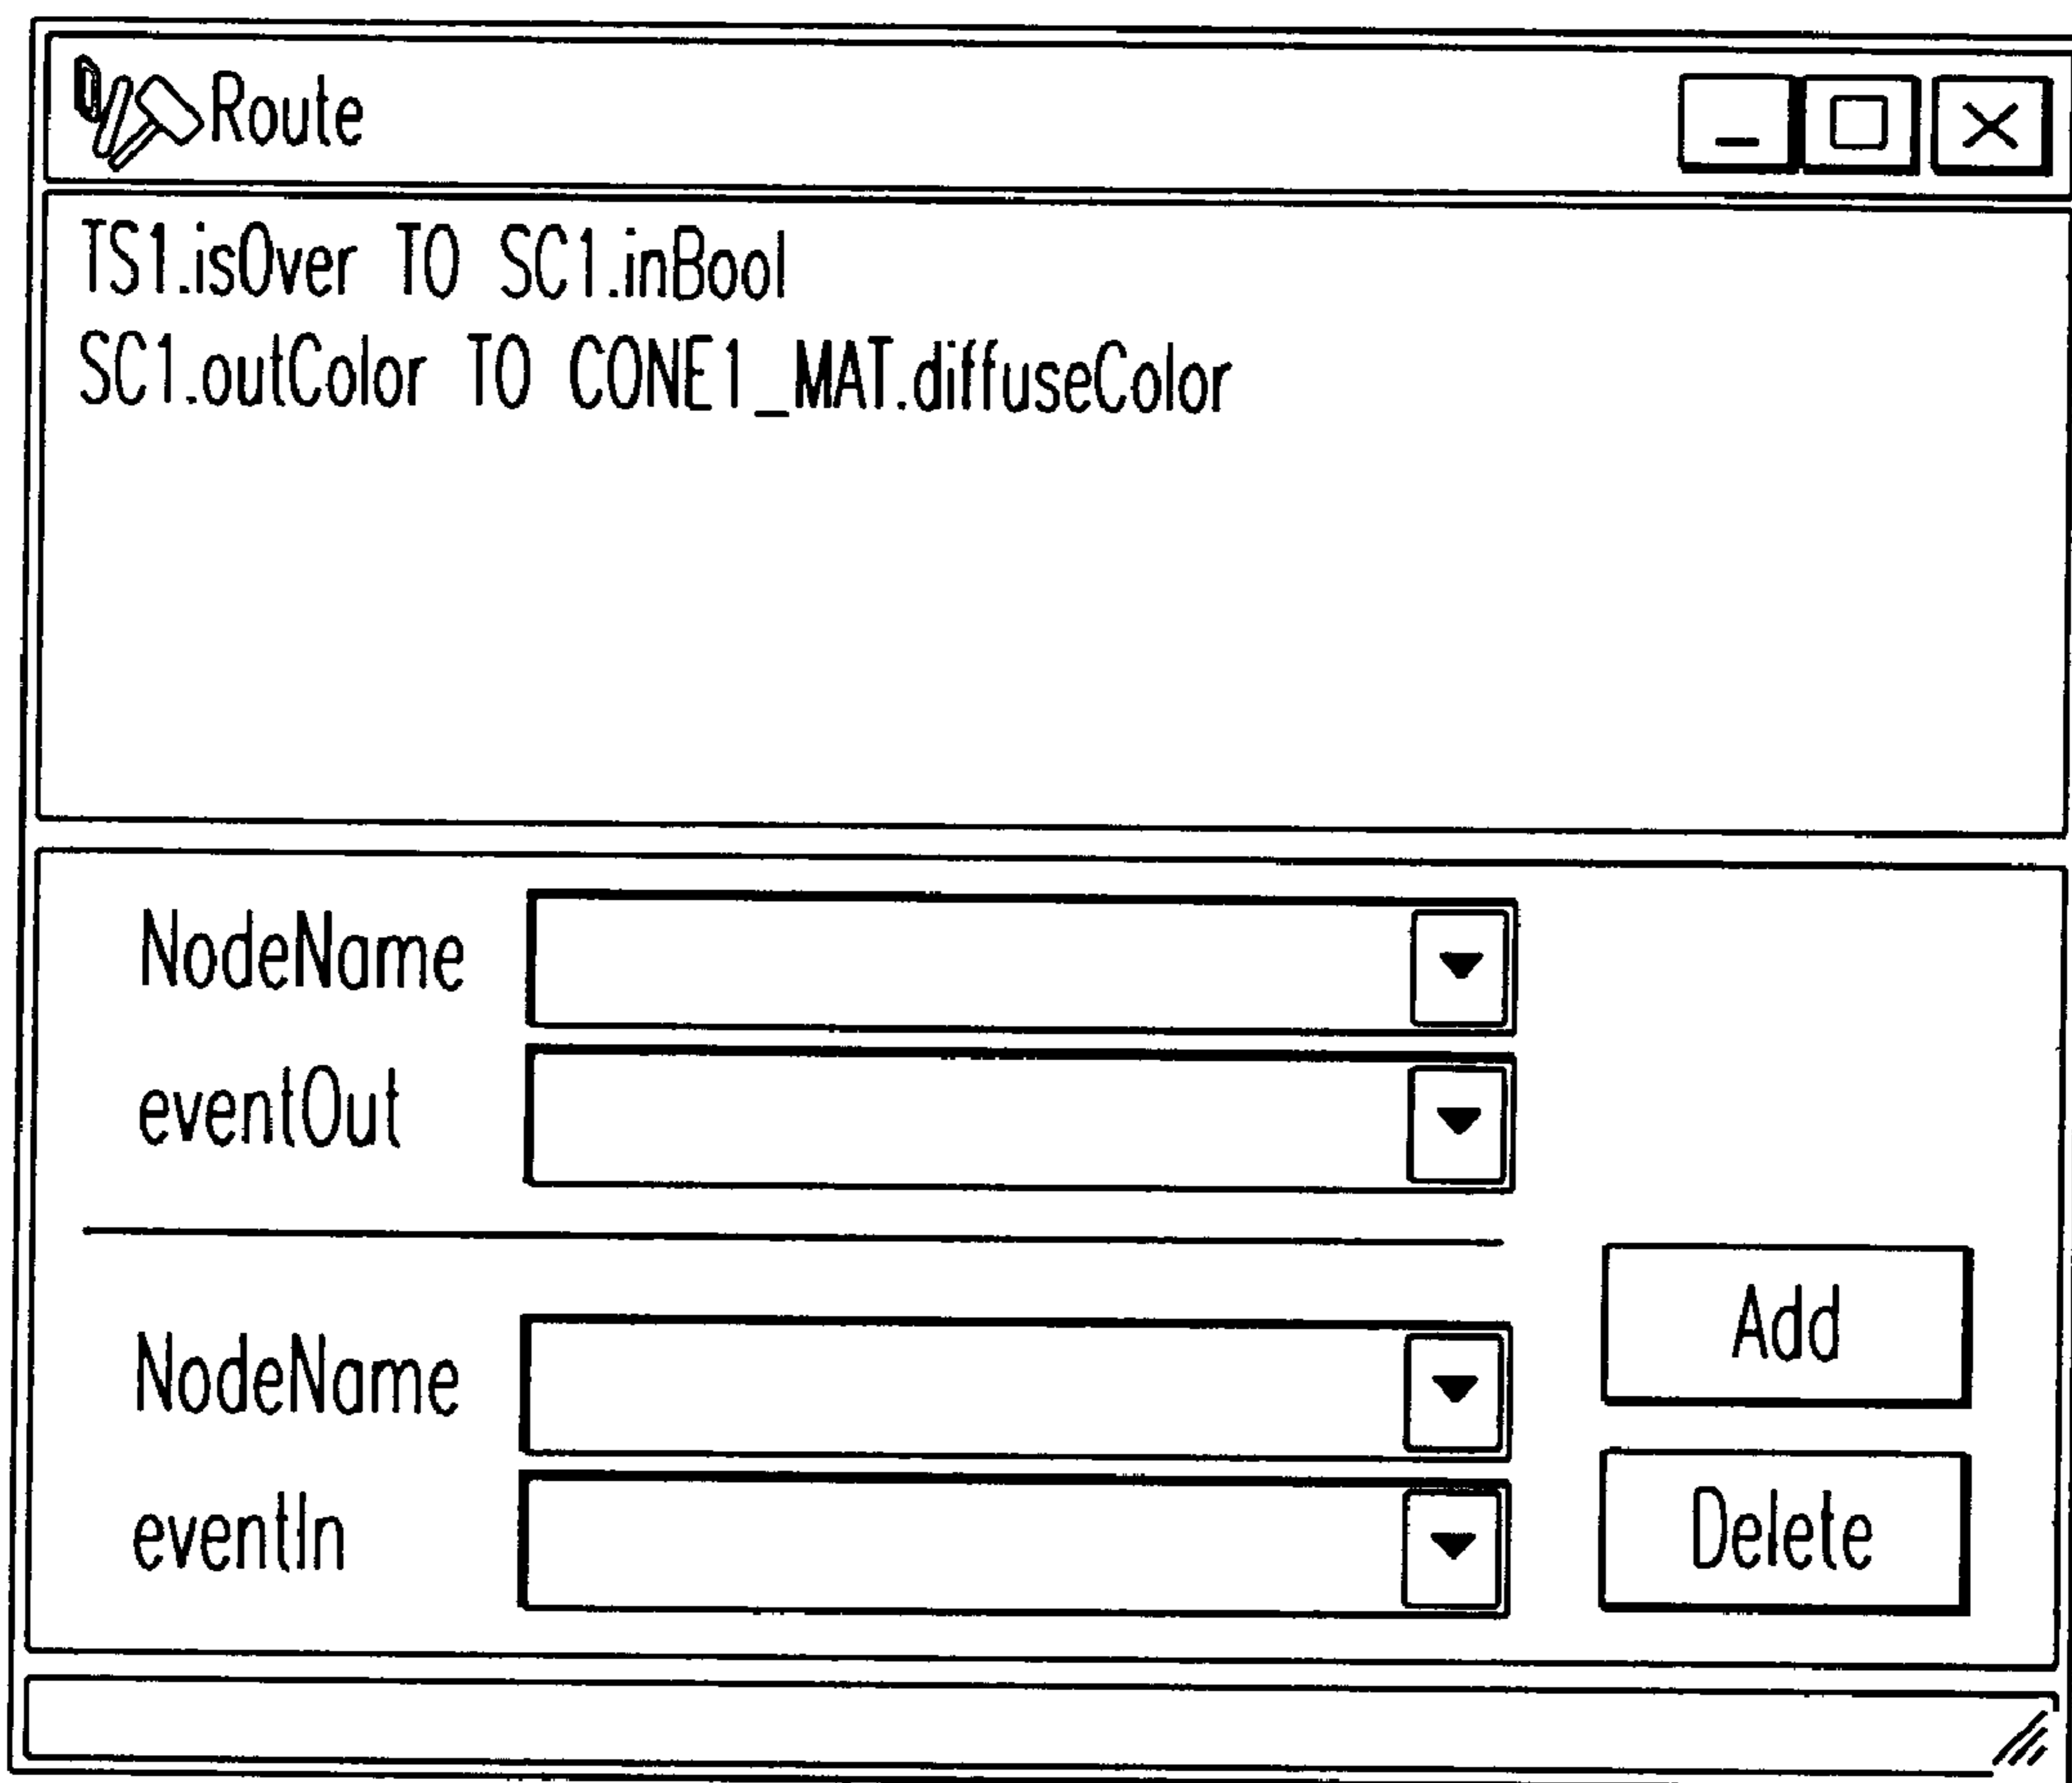 Route
TS1.isOver TO SC1.inBool
SC1.outColor TO CONE1_MAT.diffuseColor
NodeName
eventOut
NodeName
eventIn
Add
Delete